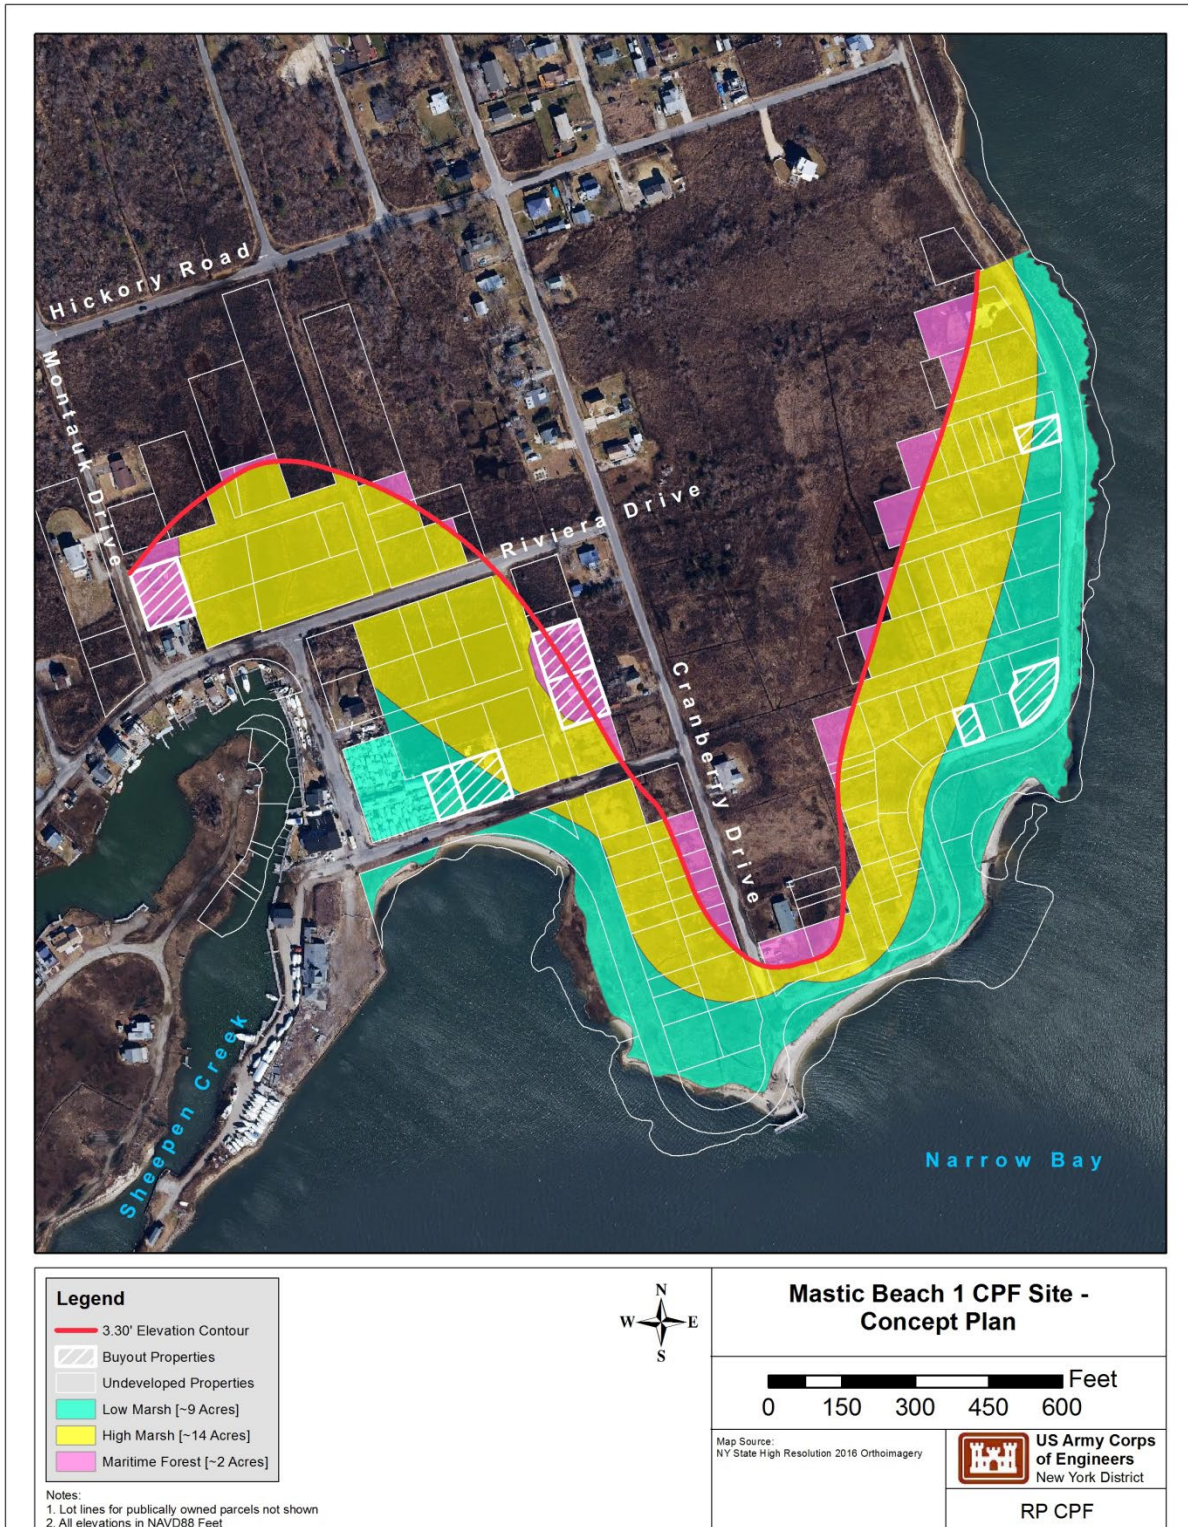 Hickory Road
Montauk Drive
Riviera Drive
Cranberry Drive
Sheepen Creek
Narrow Bay
Legend
3.30' Elevation Contour
Buyout Properties
Undeveloped Properties
Low Marsh [~9 Acres]
High Marsh [~14 Acres]
Maritime Forest [~2 Acres]
Notes:
1. Lot lines for publically owned parcels not shown
2. All elevations in NAVD88 Feet
N
W E
S
Mastic Beach 1 CPF Site -
Concept Plan
Feet
0 150 300 450 600
Map Source:
NY State High Resolution 2016 Orthoimagery
US Army Corps
of Engineers
New York District
RP CPF